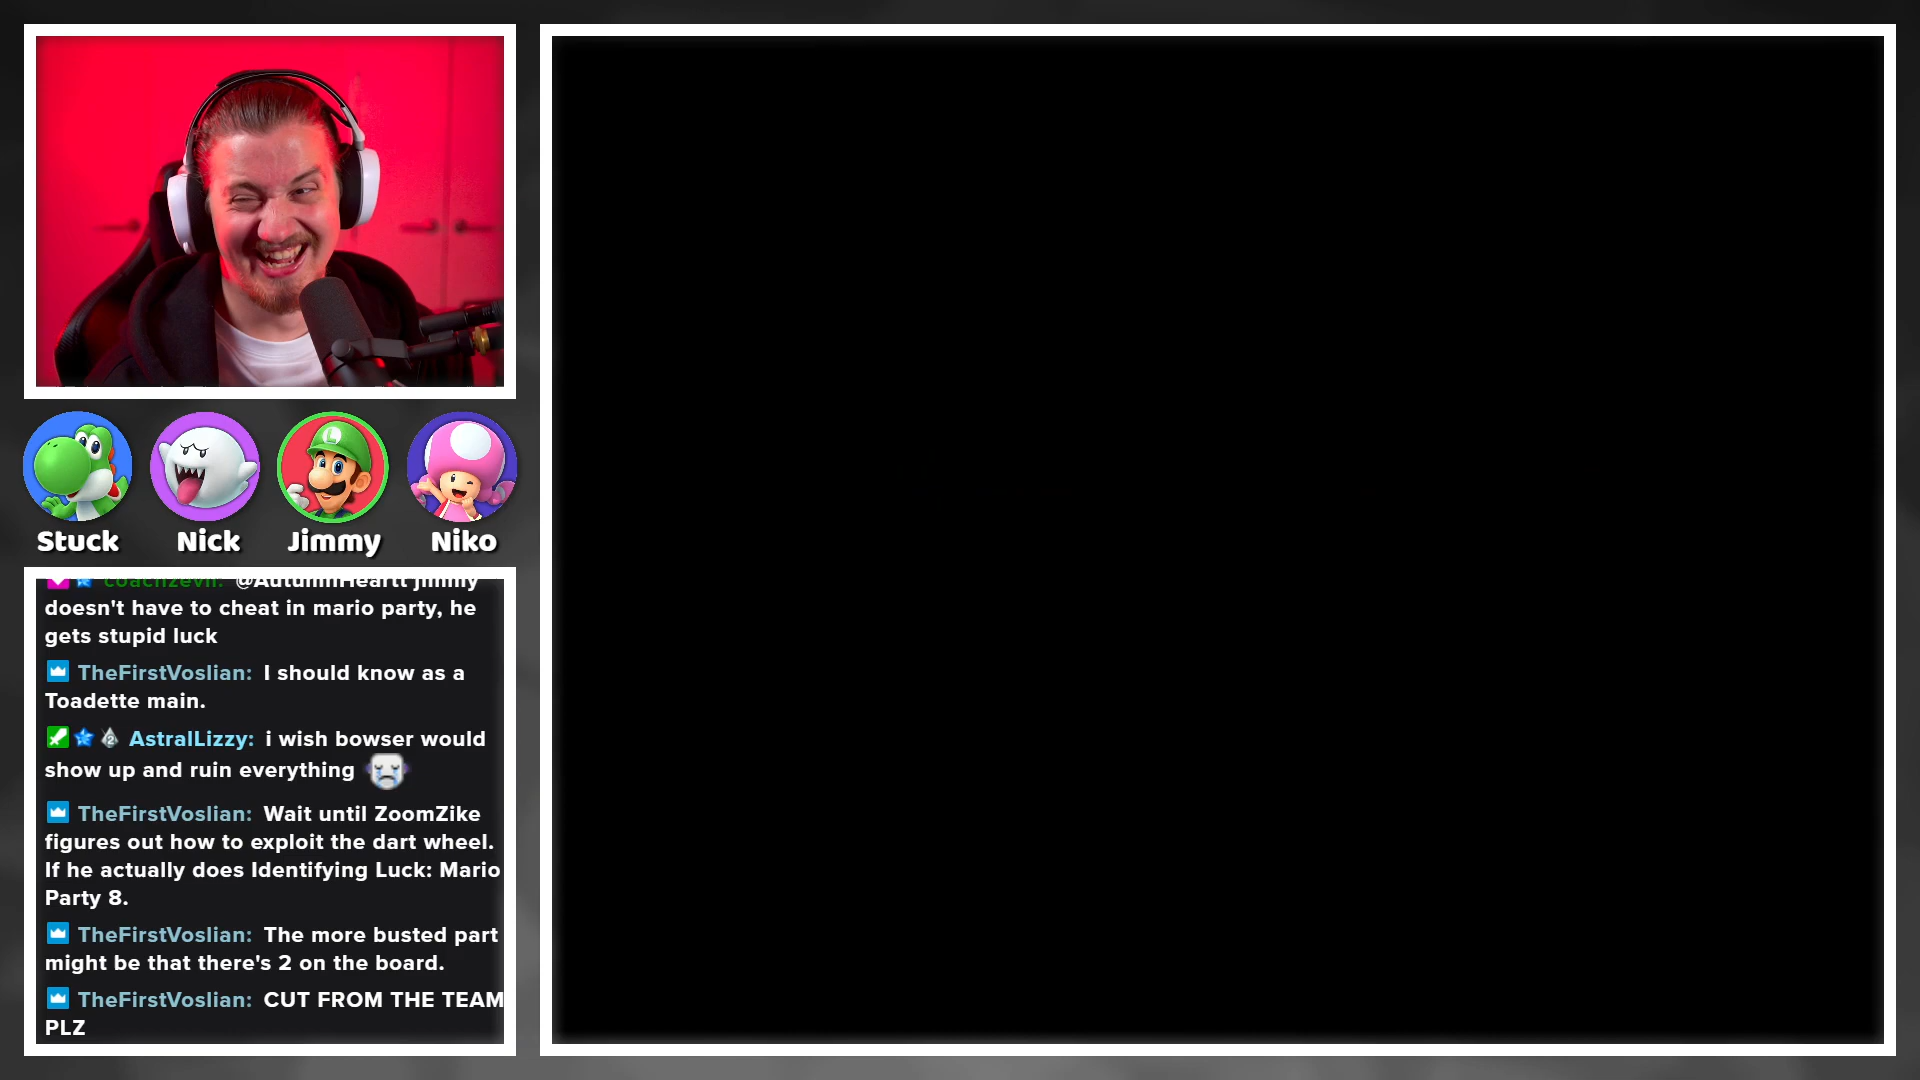 Stuck Nick Jimmy Niko
coachzevii: @AutumnHeartt Jimmy
doesn't have to cheat in mario party, he
gets stupid luck
TheFirstVoslian: I should know as a
Toadette main.
AstralLizzy: i wish bowser would
show up and ruin everything
TheFirstVoslian: Wait until ZoomZike
figures out how to exploit the dart wheel.
If he actually does Identifying Luck: Mario
Party 8.
TheFirstVoslian: The more busted part
might be that there's 2 on the board.
TheFirstVoslian: CUT FROM THE TEAM
PLZ